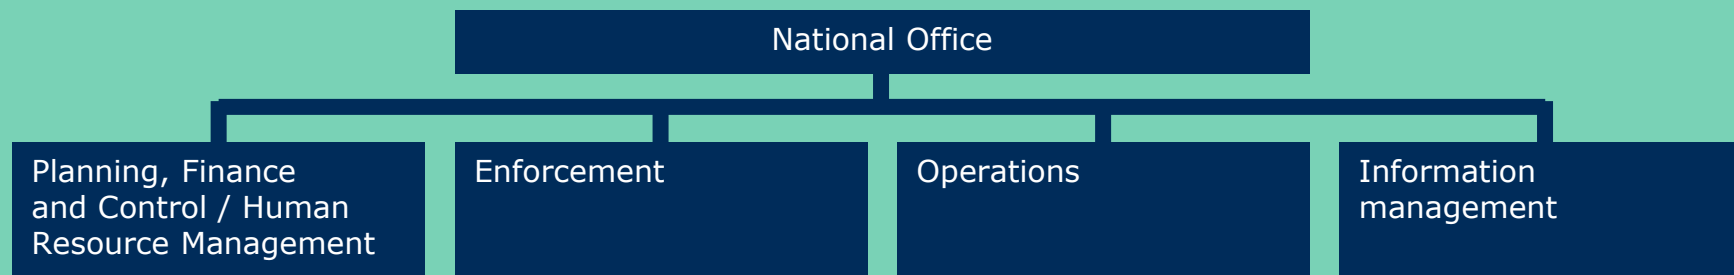 National Office
Planning, Finance
and Control / Human
Resource Management
Enforcement
Operations
Information
management